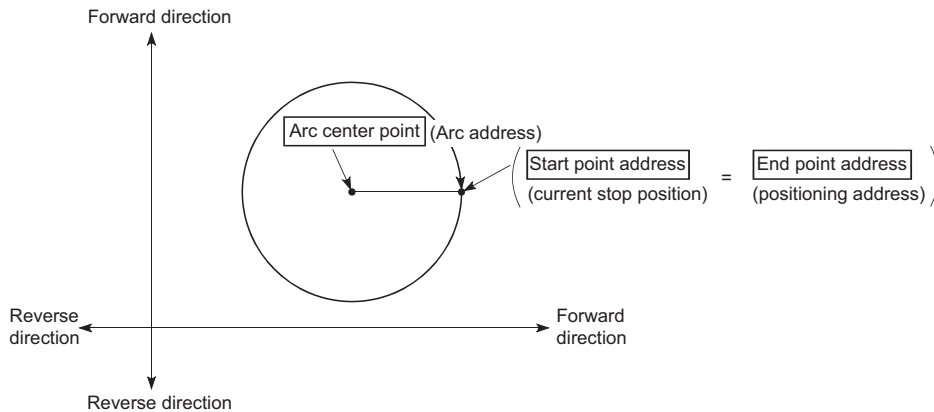 Forward direction
Arc center point (Arc address)
( Start point address = End point address )
(current stop position) (positioning address)
Reverse
direction
Forward
direction
Reverse direction